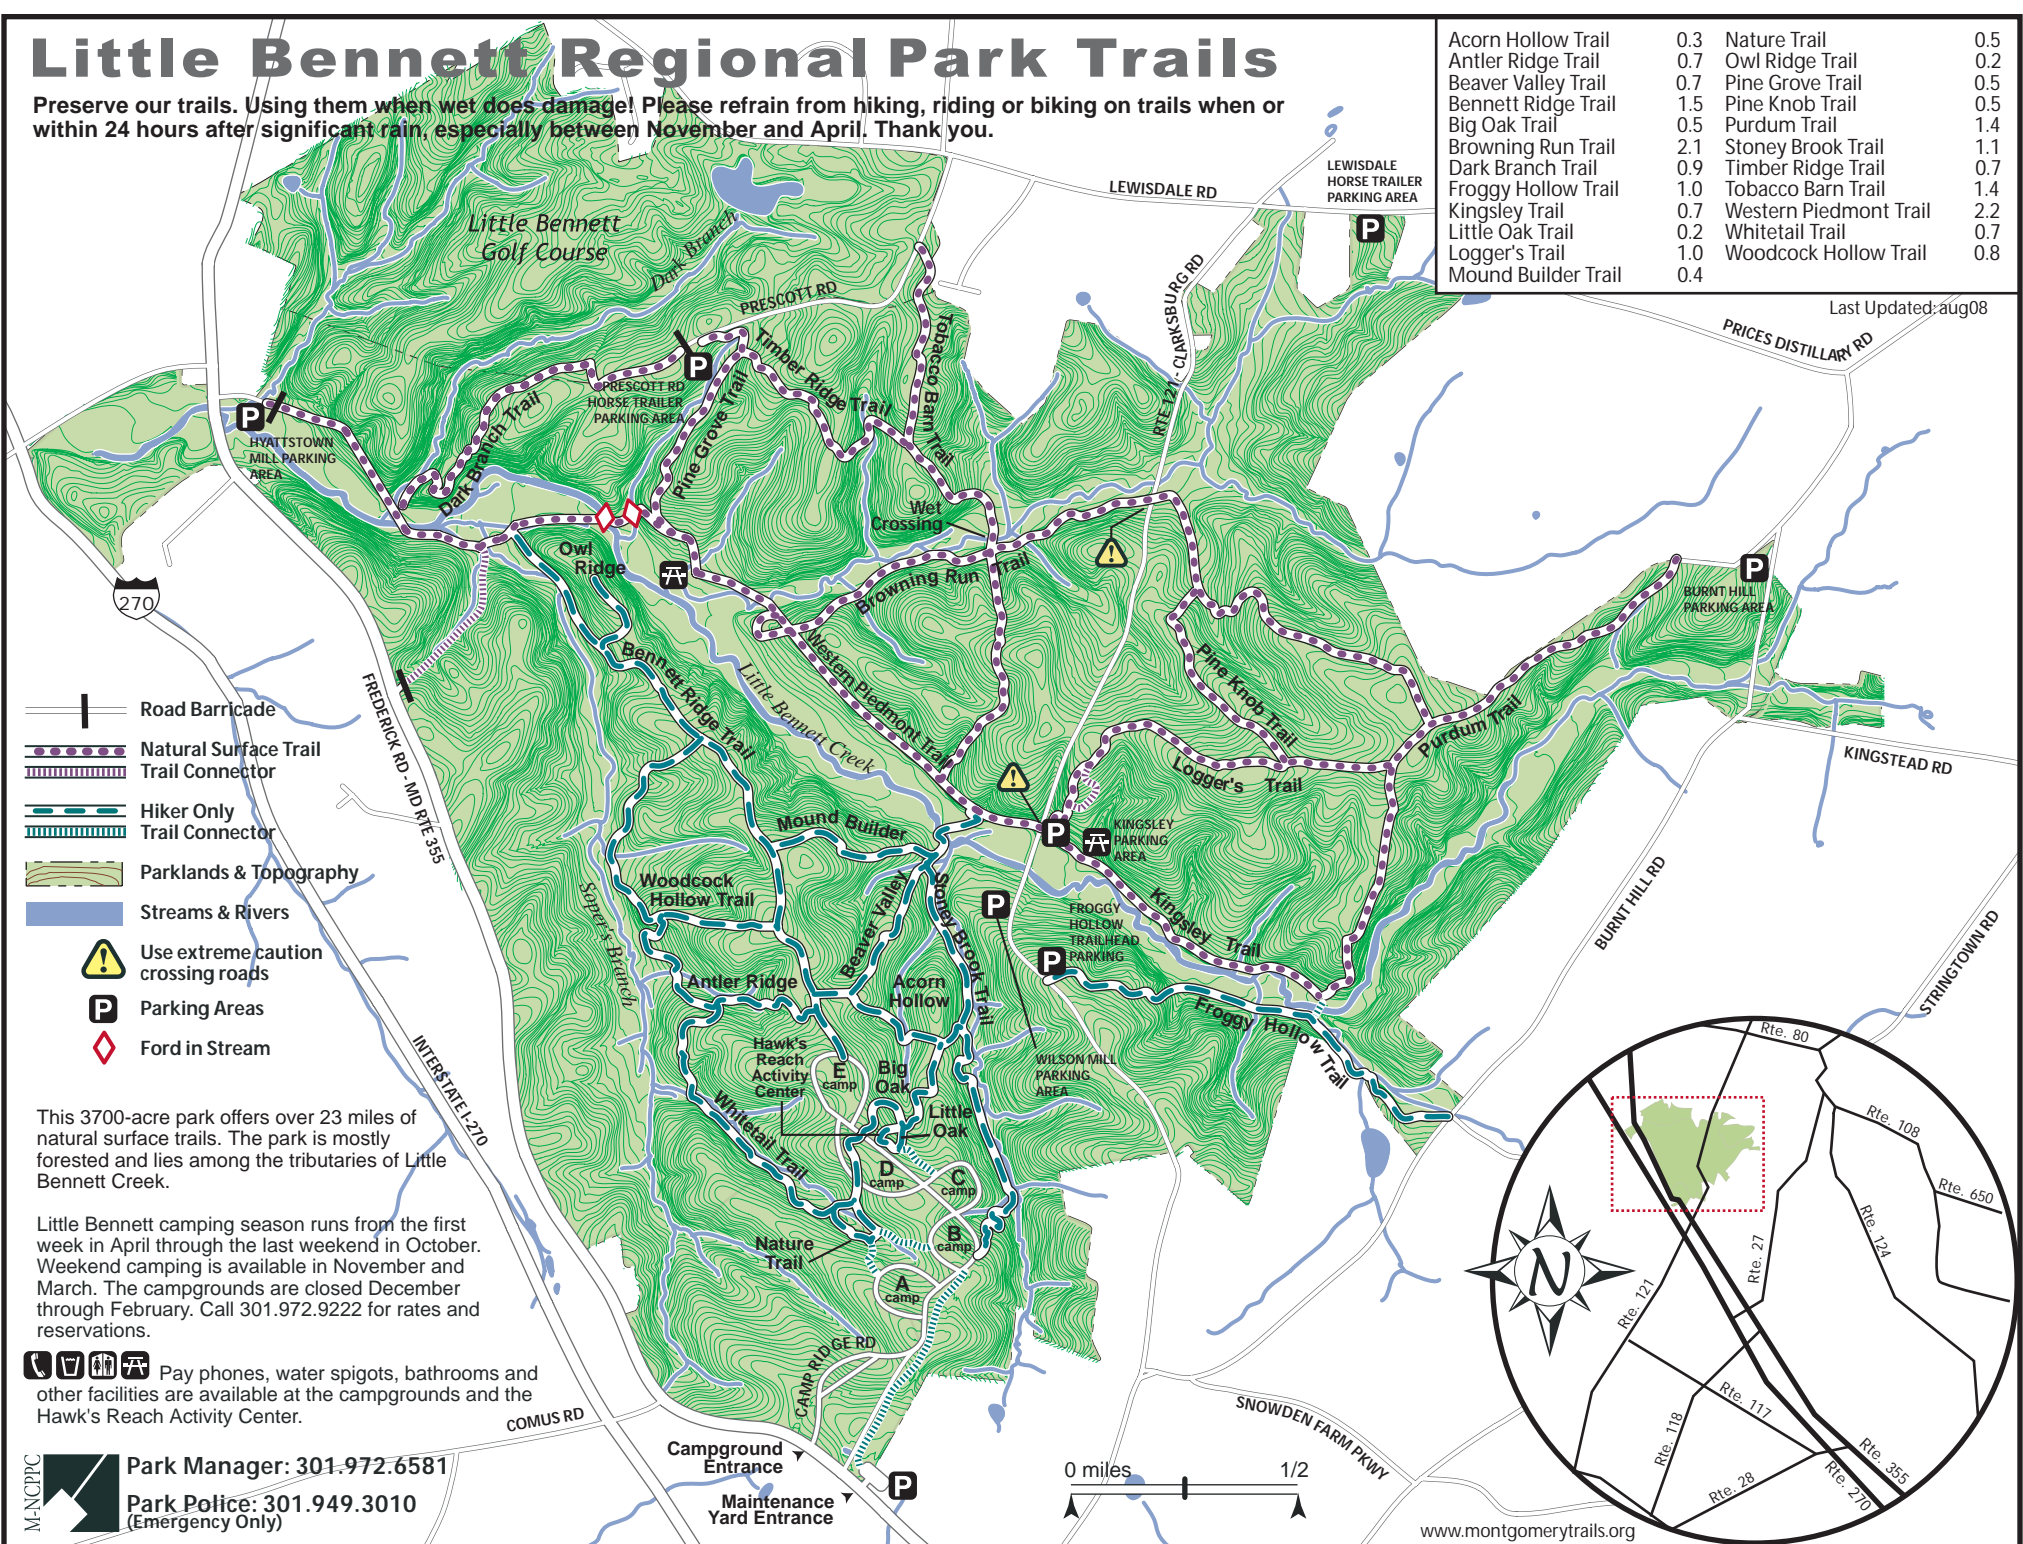 Little Bennett Regional Park Trails
Preserve our trails. Using them when wet does damage! Please refrain from hiking, riding or biking on trails when or
within 24 hours after significant rain, especially between November and April. Thank you.
Acorn Hollow Trail 0.3 Nature Trail 0.5
Antler Ridge Trail 0.7 Owl Ridge Trail 0.2
Beaver Valley Trail 0.7 Pine Grove Trail 0.5
Bennett Ridge Trail 1.5 Pine Knob Trail 0.5
Big Oak Trail 0.5 Purdum Trail 1.4
Browning Run Trail 2.1 Stoney Brook Trail 1.1
Dark Branch Trail 0.9 Timber Ridge Trail 0.7
Froggy Hollow Trail 1.0 Tobacco Barn Trail 1.4
Kingsley Trail 0.7 Western Piedmont Trail 2.2
Little Oak Trail 0.2 Whitetail Trail 0.7
Logger's Trail 1.0 Woodcock Hollow Trail 0.8
Mound Builder Trail 0.4
Last Updated: aug08
LEWISDALE
HORSE TRAILER
PARKING AREA
P
LEWISDALE RD
Little Bennett
Golf Course
Dark Branch
PRESCOTT RD
RTE 121 - CLARKSBURG RD
PRICES DISTILLARY RD
Tobacco Barn Trail
Timber Ridge Trail
P
PRESCOTT RD
HORSE TRAILER
PARKING AREA
Pine Grove Trail
Dark Branch Trail
P
HYATTSTOWN
MILL PARKING
AREA
Wet
Crossing
Owl
Ridge
Browning Run Trail
P
BURNT HILL
PARKING AREA
270
Bennett Ridge Trail
Western Piedmont Trail
Little Bennett Creek
Pine Knob Trail
Purdum Trail
Logger's Trail
KINGSTEAD RD
FREDERICK RD - MD RTE 355
Road Barricade
Natural Surface Trail
Trail Connector
Hiker Only
Trail Connector
Parklands & Topography
Streams & Rivers
Use extreme caution
crossing roads
P
Parking Areas
Ford in Stream
Mound Builder
P
KINGSLEY
PARKING
AREA
Woodcock
Hollow Trail
Soper's Branch
Beaver Valley
Stoney Brook Trail
P
FROGGY
HOLLOW
TRAILHEAD
PARKING
P
Kingsley Trail
BURNT HILL RD
STRINGTOWN RD
Antler Ridge
Acorn
Hollow
Froggy Hollow Trail
Hawk's
Reach
Activity
Center
E
camp
Big
Oak
WILSON MILL
PARKING
AREA
Little
Oak
Whitetail Trail
D
camp
C
camp
B
camp
Nature
Trail
A
camp
INTERSTATE I-270
This 3700-acre park offers over 23 miles of
natural surface trails. The park is mostly
forested and lies among the tributaries of Little
Bennett Creek.
Little Bennett camping season runs from the first
week in April through the last weekend in October.
Weekend camping is available in November and
March. The campgrounds are closed December
through February. Call 301.972.9222 for rates and
reservations.
Pay phones, water spigots, bathrooms and
other facilities are available at the campgrounds and the
Hawk's Reach Activity Center.
CAMP RIDGE RD
COMUS RD
SNOWDEN FARM PKWY
M-NCPPC
Park Manager: 301.972.6581
Park Police: 301.949.3010
(Emergency Only)
Campground
Entrance
Maintenance
Yard Entrance
P
0 miles 1/2
N
Rte. 80
Rte. 108
Rte. 650
Rte. 124
Rte. 27
Rte. 121
Rte. 117
Rte. 118
Rte. 28
Rte. 355
Rte. 270
www.montgomerytrails.org